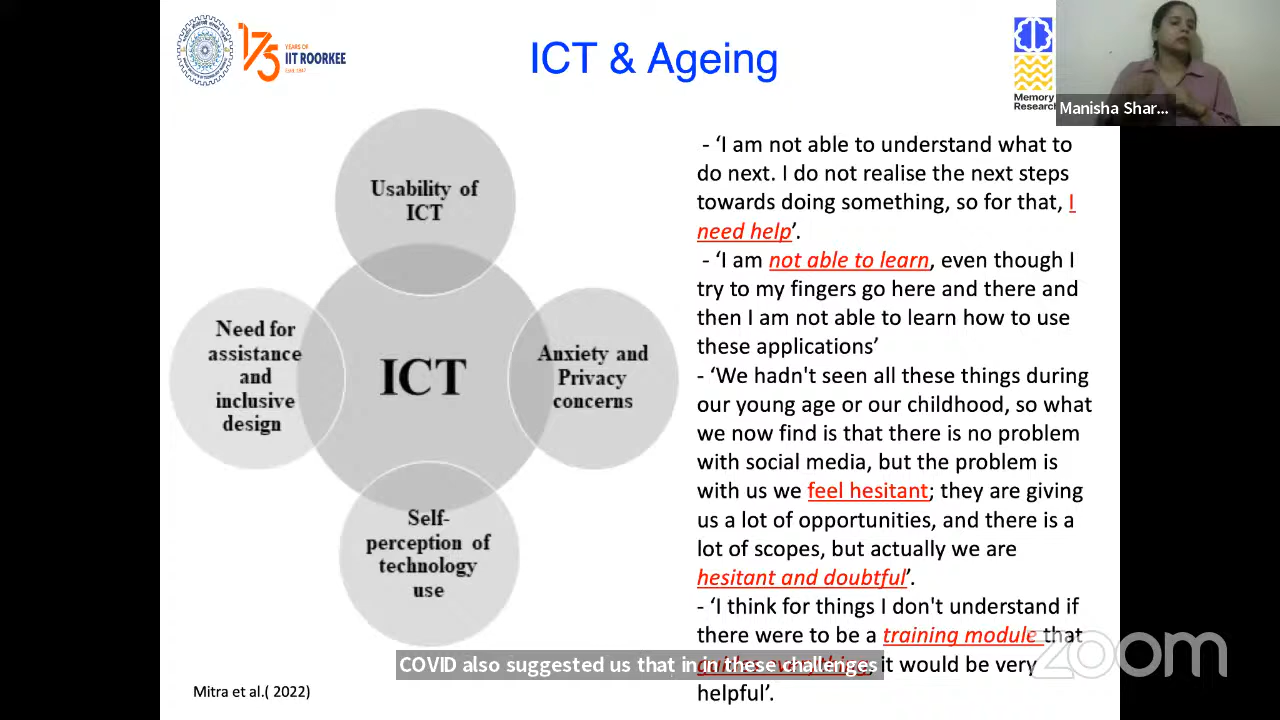 175
YEARS OF
IIT ROORKEE
ICT & Ageing
Memory
Research
Manisha Shar...
Usability of
ICT
Need for
assistance
and
inclusive
design
ICT
Anxiety and
Privacy
concerns
Self-
perception of
technology
use
- ‘I am not able to understand what to
do next. I do not realise the next steps
towards doing something, so for that, I
need help’.
- ‘I am not able to learn, even though I
try to my fingers go here and there and
then I am not able to learn how to use
these applications’
- ‘We hadn't seen all these things during
our young age or our childhood, so what
we now find is that there is no problem
with social media, but the problem is
with us we feel hesitant; they are giving
us a lot of opportunities, and there is a
lot of scopes, but actually we are
hesitant and doubtful’.
- ‘I think for things I don't understand if
there were to be a training module that
it would be very
helpful’.
COVID also suggested us that in in these challenges
zoom
Mitra et al.( 2022)